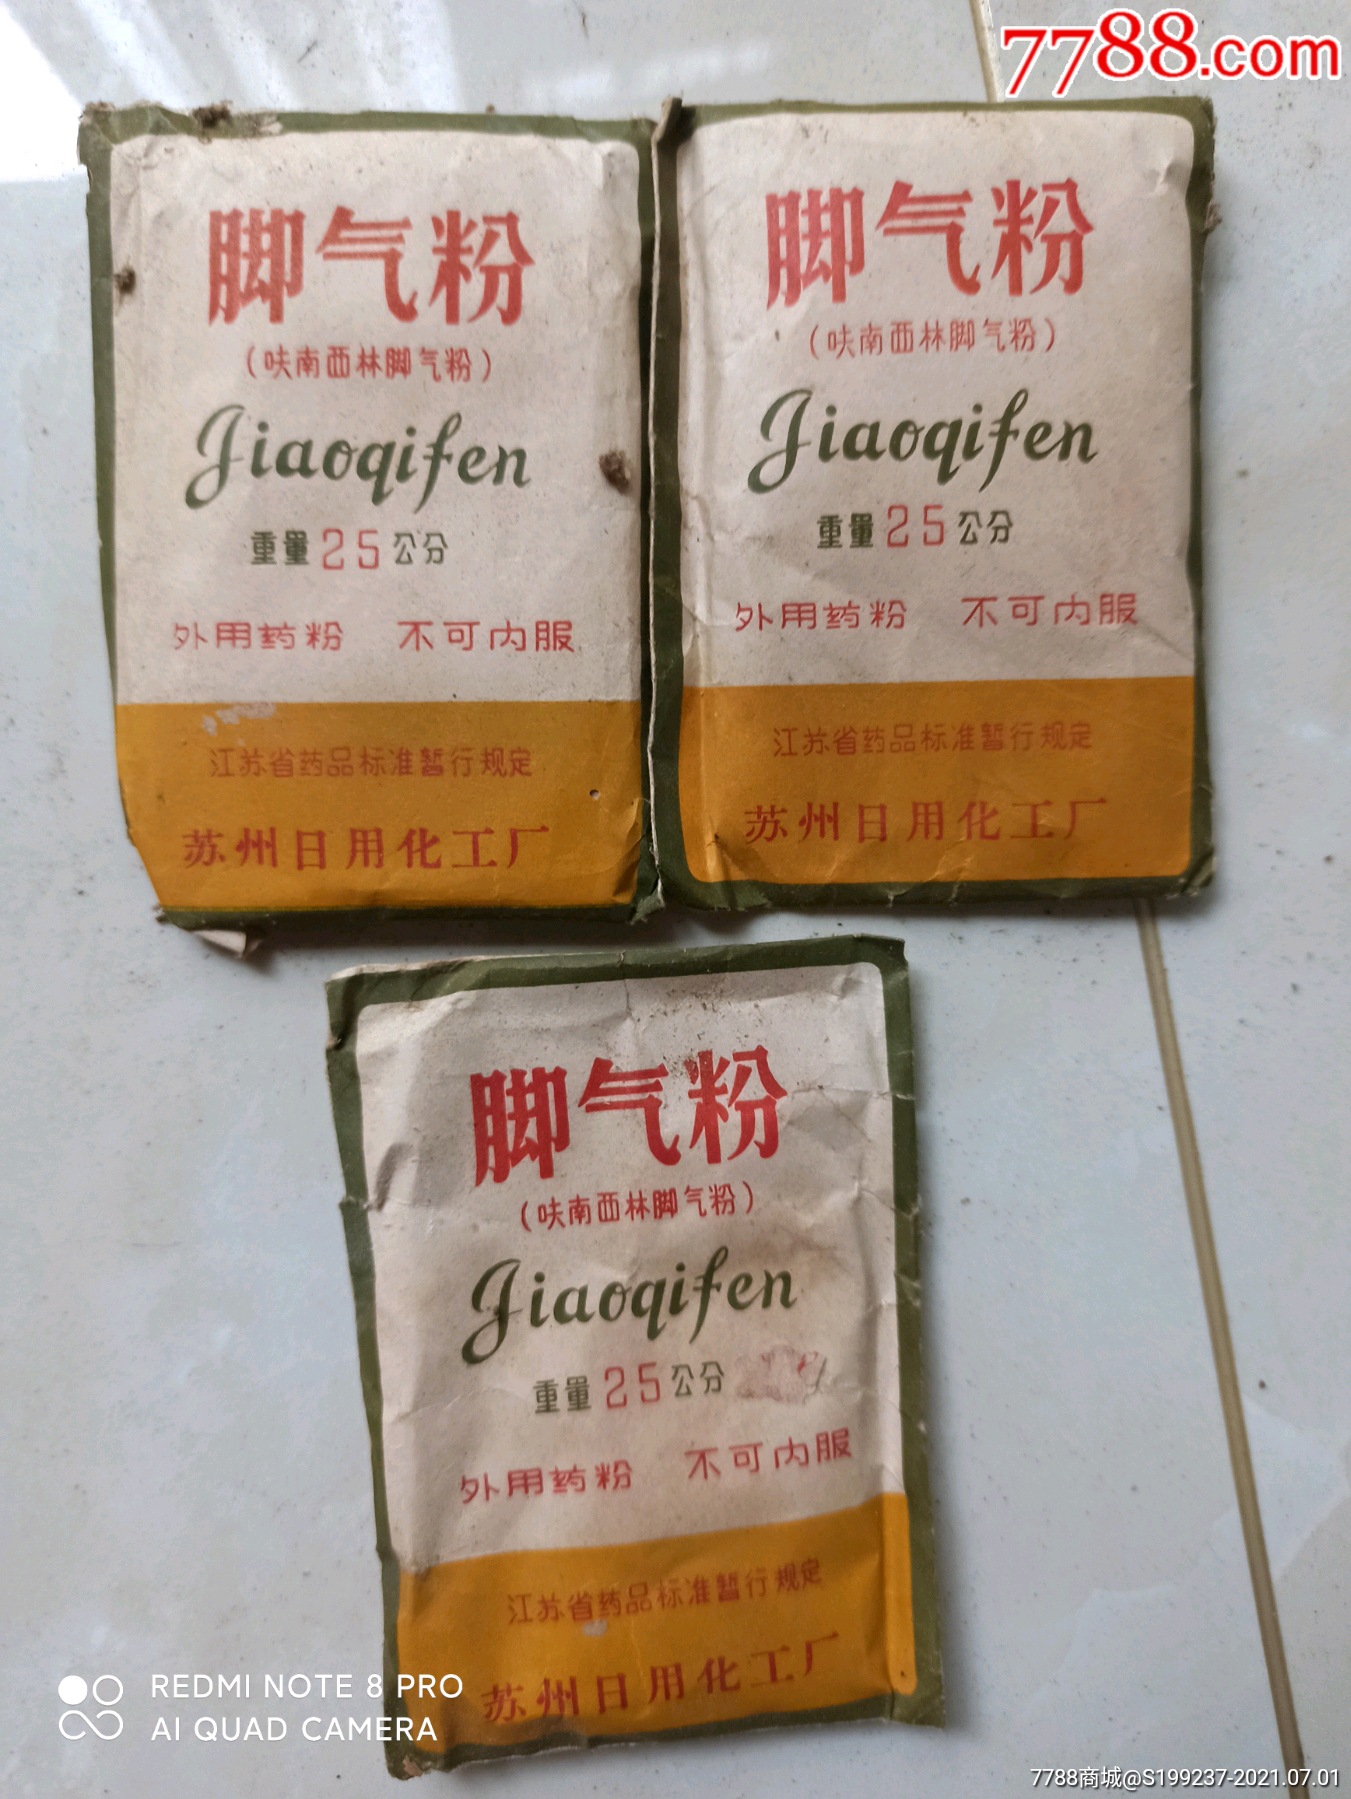 7788.com
脚气粉
(呋南西林脚气粉)
Jiaoqifen
重量25公分
外用药粉 不可内服
江苏省药品标准暂行规定
苏州日用化工厂
脚气粉
(呋南西林脚气粉)
Jiaoqifen
重量25公分
外用药粉 不可内服
江苏省药品标准暂行规定
苏州日用化工厂
脚气粉
(呋南西林脚气粉)
Jiaoqifen
重量25公分
外用药粉 不可内服
江苏省药品标准暂行规定
苏州日用化工厂
REDMI NOTE 8 PRO
AI QUAD CAMERA
7788商城@S199237-2021.07.01